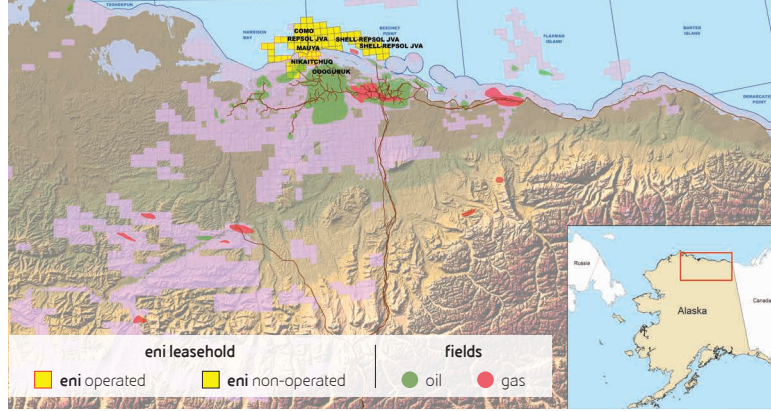 TESHEKPUK
HARRISON
BAY
COMO
REPSOL JVA
MAUYA
BEECHEY
POINT
SHELL-REPSOL JVA
SHELL-REPSOL JVA
NIKAITCHUQ
OOOGURUK
FLAXMAN
ISLAND
BARTER
ISLAND
DEMARCATION
POINT
Russia
Alaska
Canada
eni leasehold
eni operated
eni non-operated
fields
oil
gas